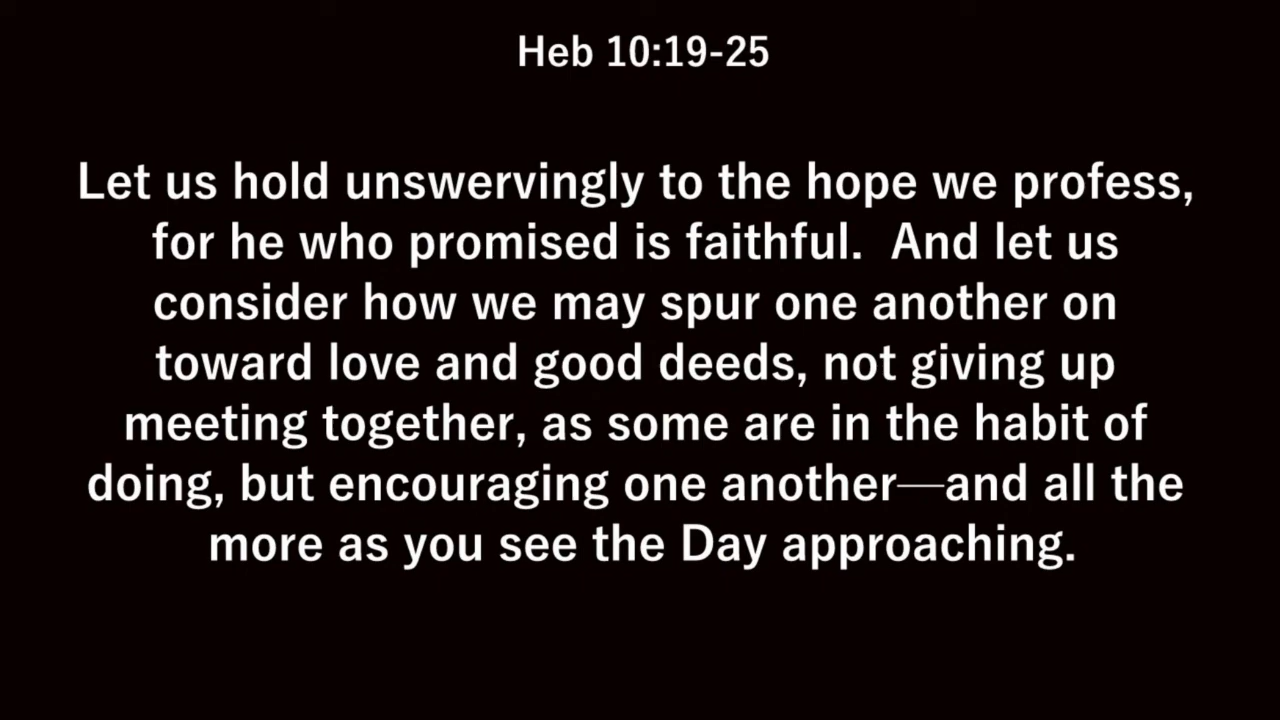 Heb 10:19-25
Let us hold unswervingly to the hope we profess,
for he who promised is faithful.  And let us
consider how we may spur one another on
toward love and good deeds, not giving up
meeting together, as some are in the habit of
doing, but encouraging one another—and all the
more as you see the Day approaching.